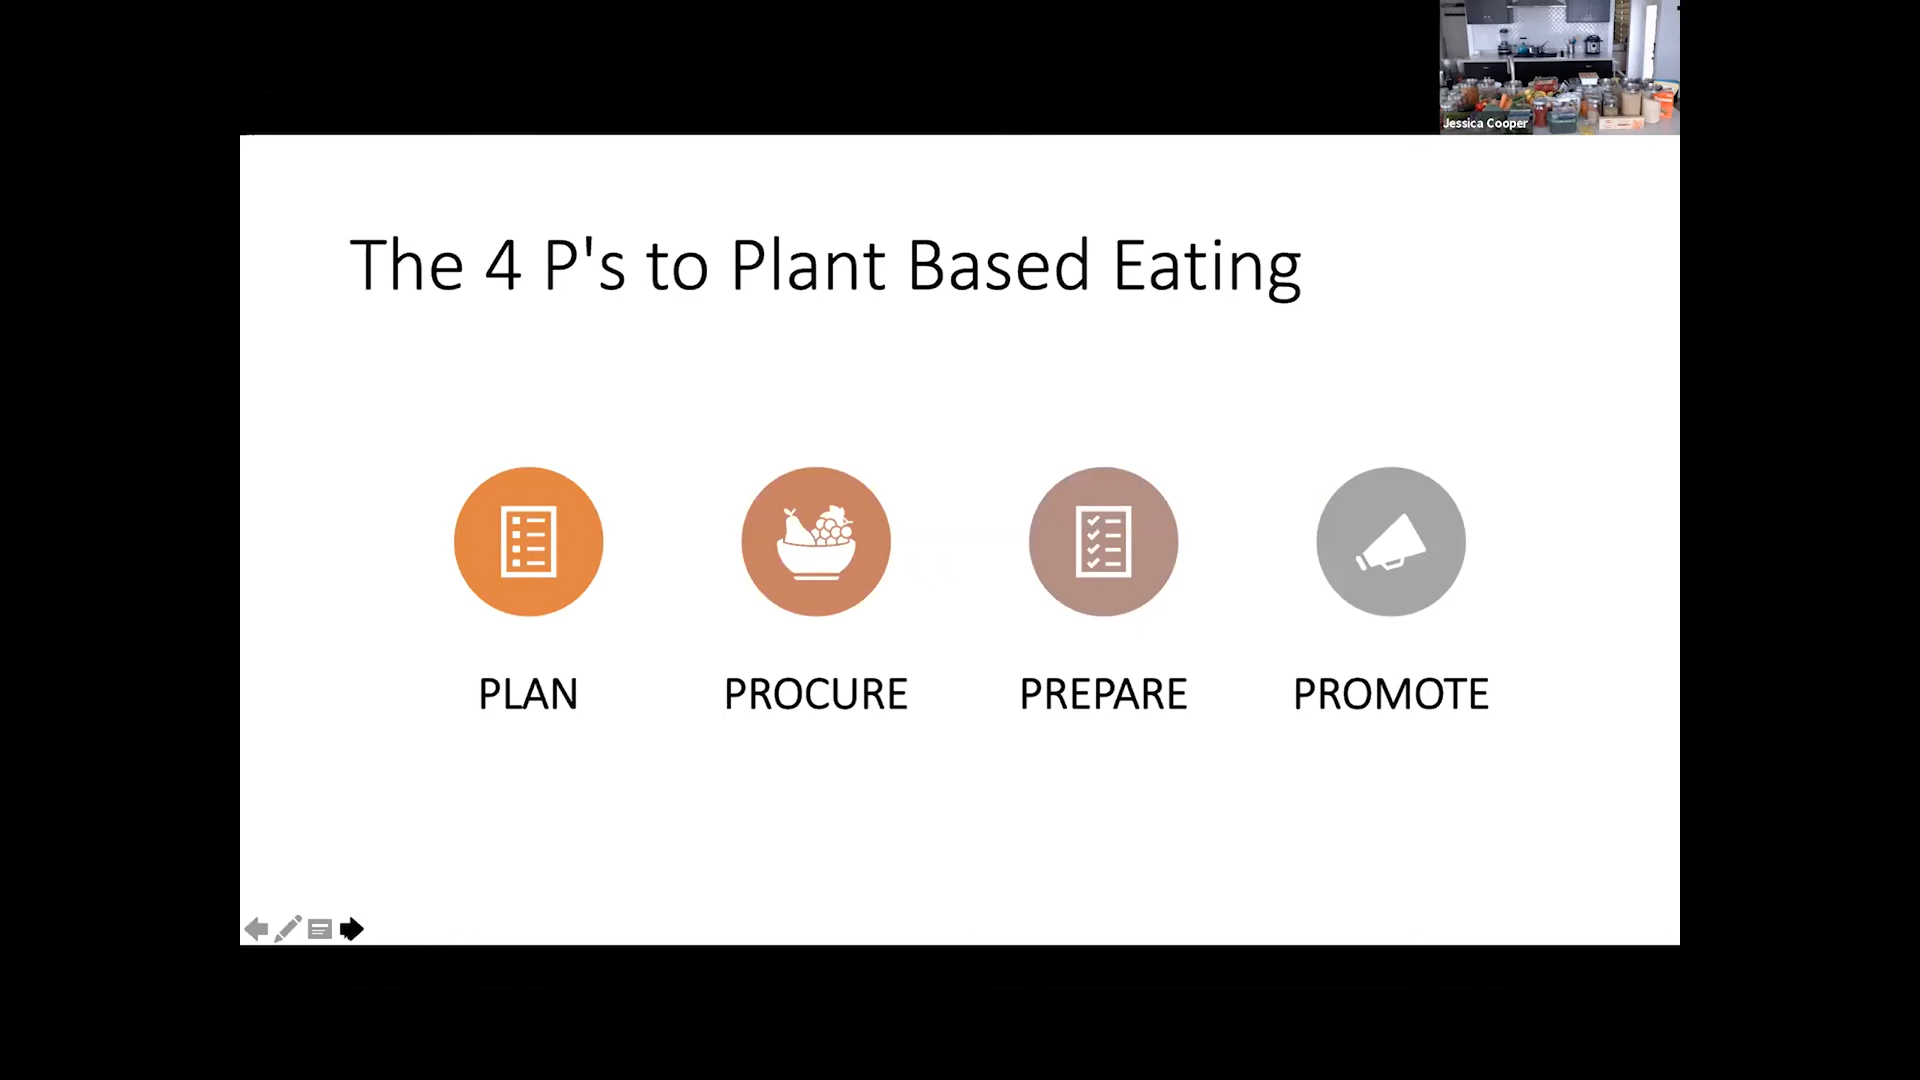 Jessica Cooper
The 4 P's to Plant Based Eating
PLAN
PROCURE
PREPARE
PROMOTE